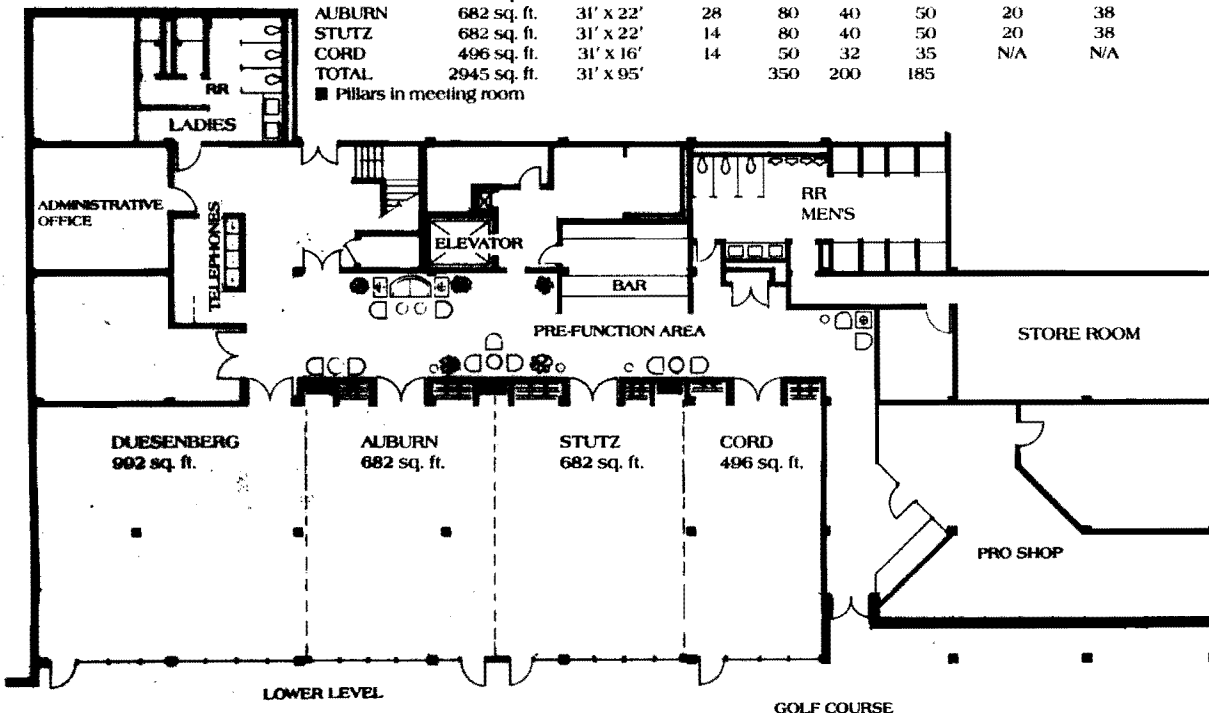 AUBURN 682 sq. ft. 31' x 22' 28 80 40 50 20 38
STUTZ 682 sq. ft. 31' x 22' 14 80 40 50 20 38
CORD 496 sq. ft. 31' x 16' 14 50 32 35 N/A N/A
TOTAL 2945 sq. ft. 31' x 95' 350 200 185
■ Pillars in meeting room
RR
LADIES
ADMINISTRATIVE
OFFICE
TELEPHONES
ELEVATOR
RR
MEN'S
BAR
PRE-FUNCTION AREA
STORE ROOM
DUESENBERG
992 sq. ft.
AUBURN
682 sq. ft.
STUTZ
682 sq. ft.
CORD
496 sq. ft.
PRO SHOP
LOWER LEVEL
GOLF COURSE